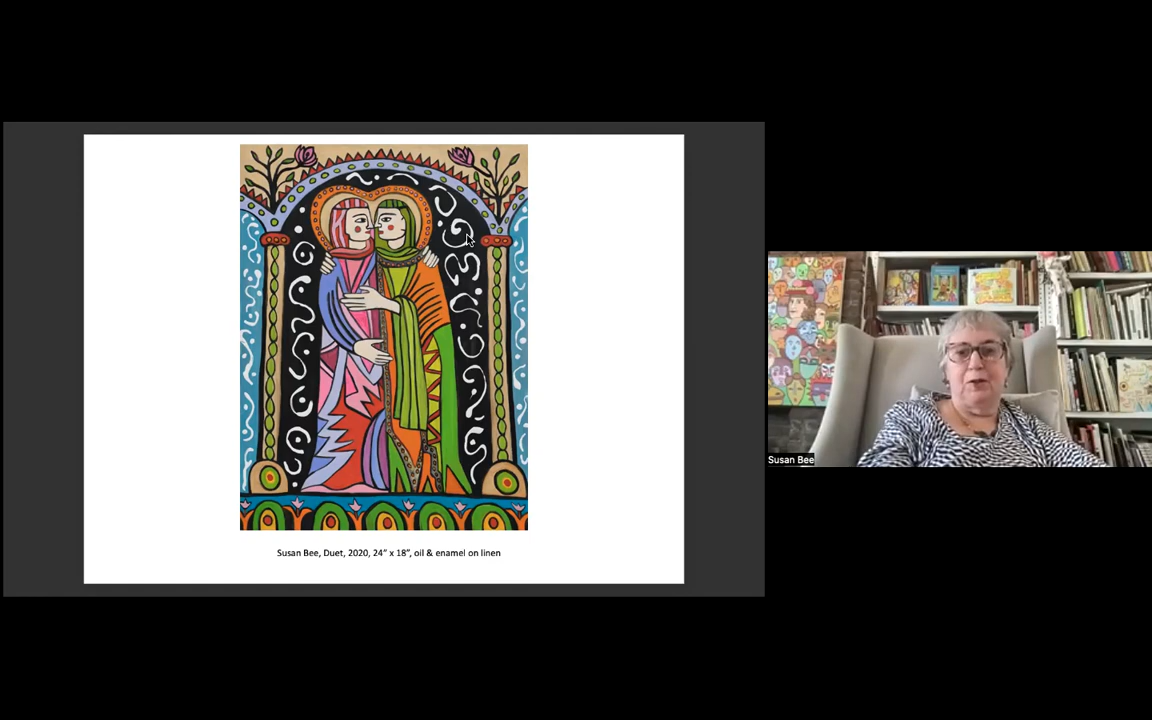 Susan Bee, Duet, 2020, 24” x 18”, oil & enamel on linen
Susan Bee